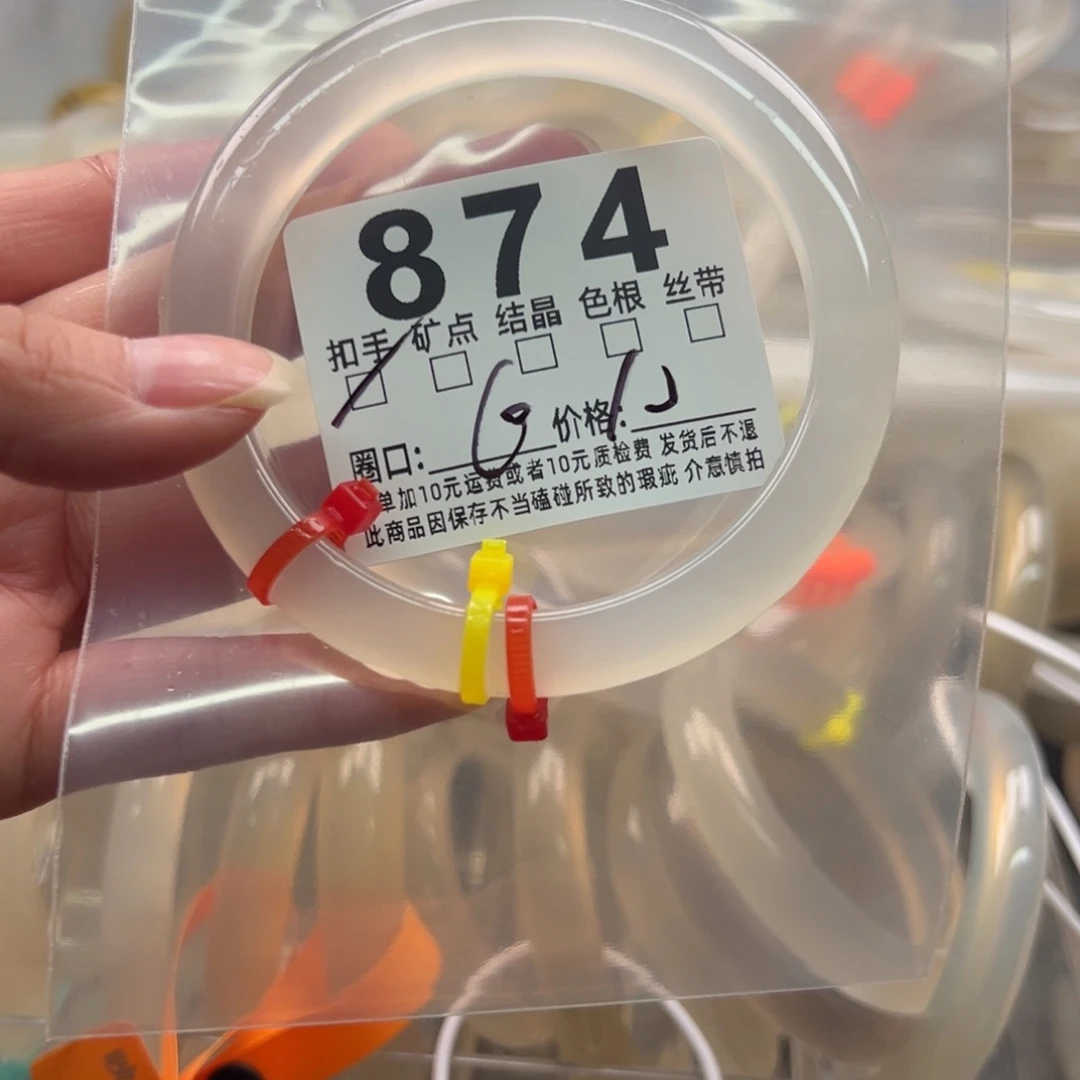 874
扣手 矿点 结晶 色根 丝带
圈口: 价格:
单加10元运费或者10元质检费 发货后不退
此商品因保存不当磕碰所致的瑕疵 介意慎拍